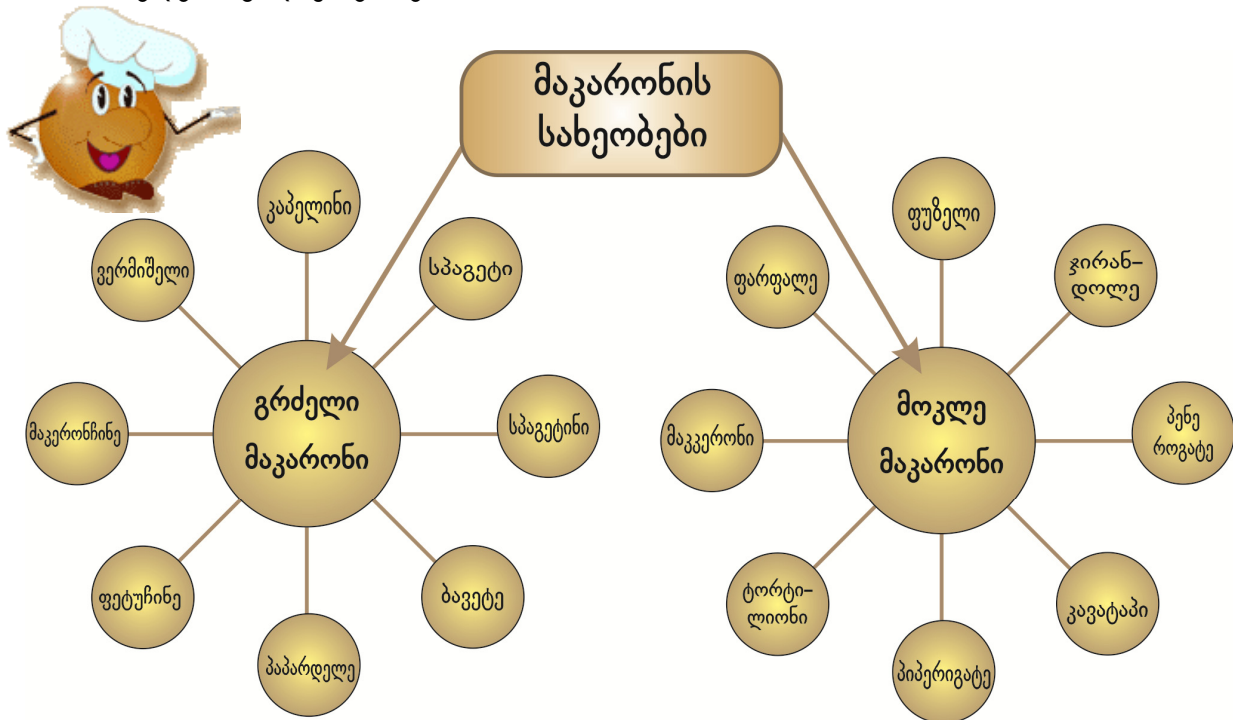 მაკარონის
სახეობები
გრძელი
მაკარონი
კაპელინი
სპაგეტი
სპაგეტინი
ბავეტე
პაპარდელე
ფეტუჩინე
მაკერონჩინე
ვერმიშელი
მოკლე
მაკარონი
ფუზელი
ჯირან–
დოლე
პენე
როგატე
კავატაპი
პიპერიგატე
ტორტი–
ლიონი
მაკკერონი
ფარფალე